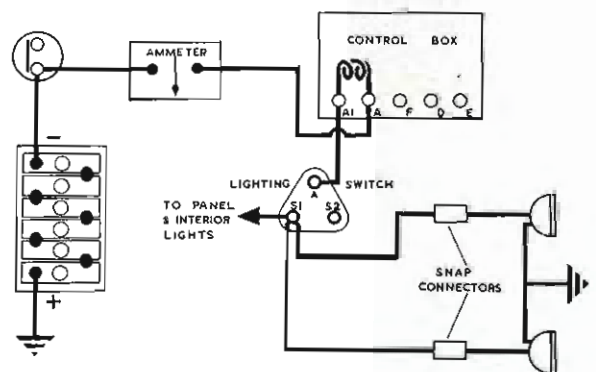 AMMETER
CONTROL BOX
A1 A F D E
−
LIGHTING SWITCH
A
S1 S2
TO PANEL
& INTERIOR
LIGHTS
SNAP
CONNECTORS
+